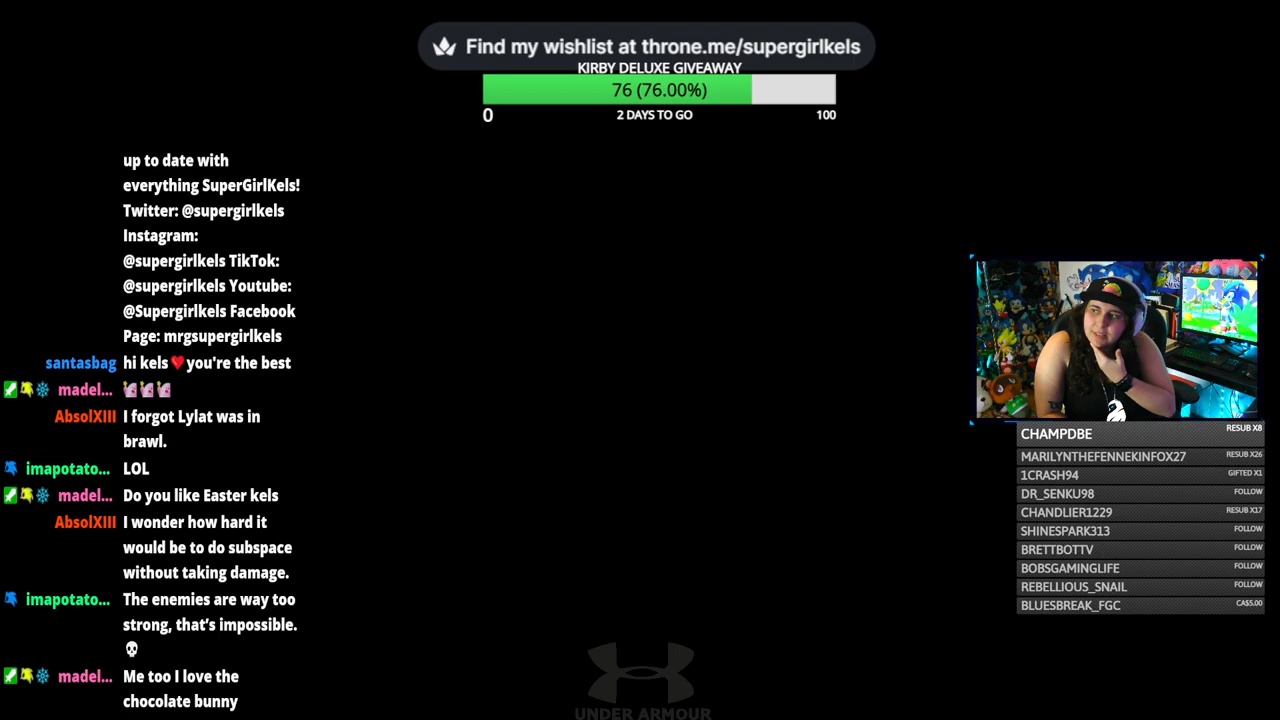 Find my wishlist at throne.me/supergirlkels
KIRBY DELUXE GIVEAWAY
76 (76.00%)
0
2 DAYS TO GO
100
up to date with
everything SuperGirlKels!
Twitter: @supergirlkels
Instagram:
@supergirlkels TikTok:
@supergirlkels Youtube:
@Supergirlkels Facebook
Page: mrgsupergirlkels
santasbag hi kels❤️you're the best
madel...
AbsolXIII I forgot Lylat was in
brawl.
imapotato... LOL
madel... Do you like Easter kels
AbsolXIII I wonder how hard it
would be to do subspace
without taking damage.
imapotato... The enemies are way too
strong, that’s impossible.
💀
madel... Me too I love the
chocolate bunny
CHAMPDBE RESUB X8
MARILYNTHEFENNEKINFOX27 RESUB X26
1CRASH94 GIFTED X1
DR_SENKU98 FOLLOW
CHANDLIER1229 RESUB X17
SHINESPARK313 FOLLOW
BRETTBOTTV FOLLOW
BOBSGAMINGLIFE FOLLOW
REBELLIOUS_SNAIL FOLLOW
BLUESBREAK_FGC CA$5.00
UNDER ARMOUR